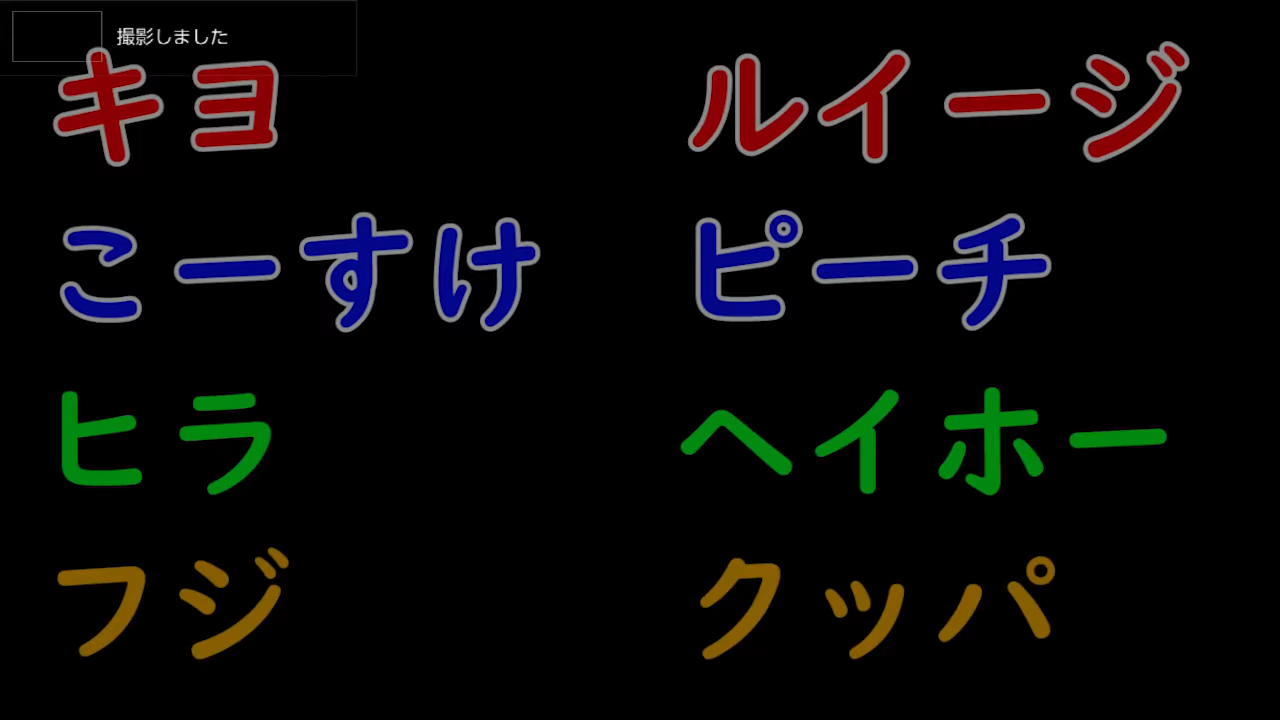 撮影しました
キヨ ルイージ
こーすけ ピーチ
ヒラ ヘイホー
フジ クッパ